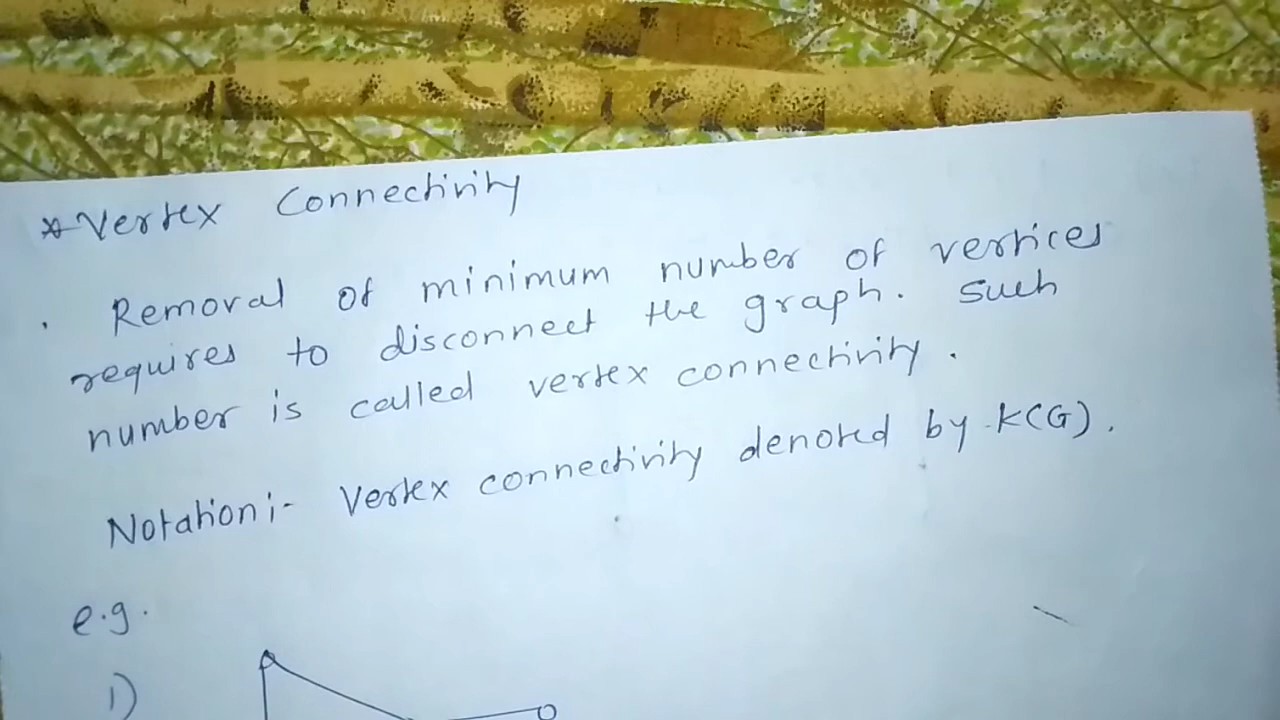 * Vertex Connectivity
. Removal of minimum number of vertices
requires to disconnect the graph. Such
number is called vertex connectivity.
Notation:- Vertex connectivity denoted by K(G).
e.g.
1)